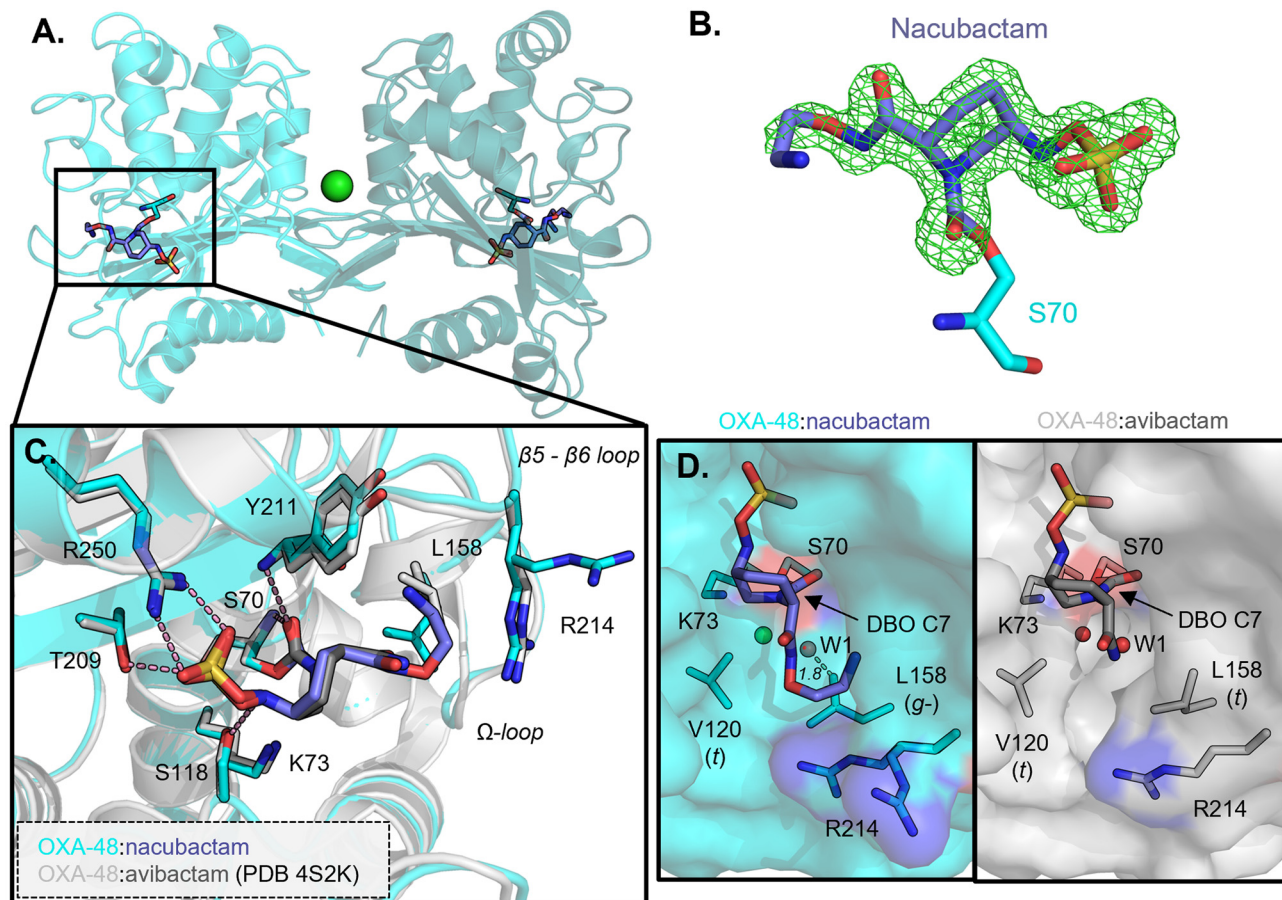 A.
B.
Nacubactam
S70
C.
β5 - β6 loop
Y211
R250
L158
S70
R214
T209
Ω-loop
S118
K73
OXA-48:nacubactam
OXA-48:avibactam (PDB 4S2K)
OXA-48:nacubactam
OXA-48:avibactam
D.
S70
K73
DBO C7
W1
1.8
L158
(g-)
V120
(t)
R214
S70
K73
DBO C7
W1
L158
(t)
V120
(t)
R214